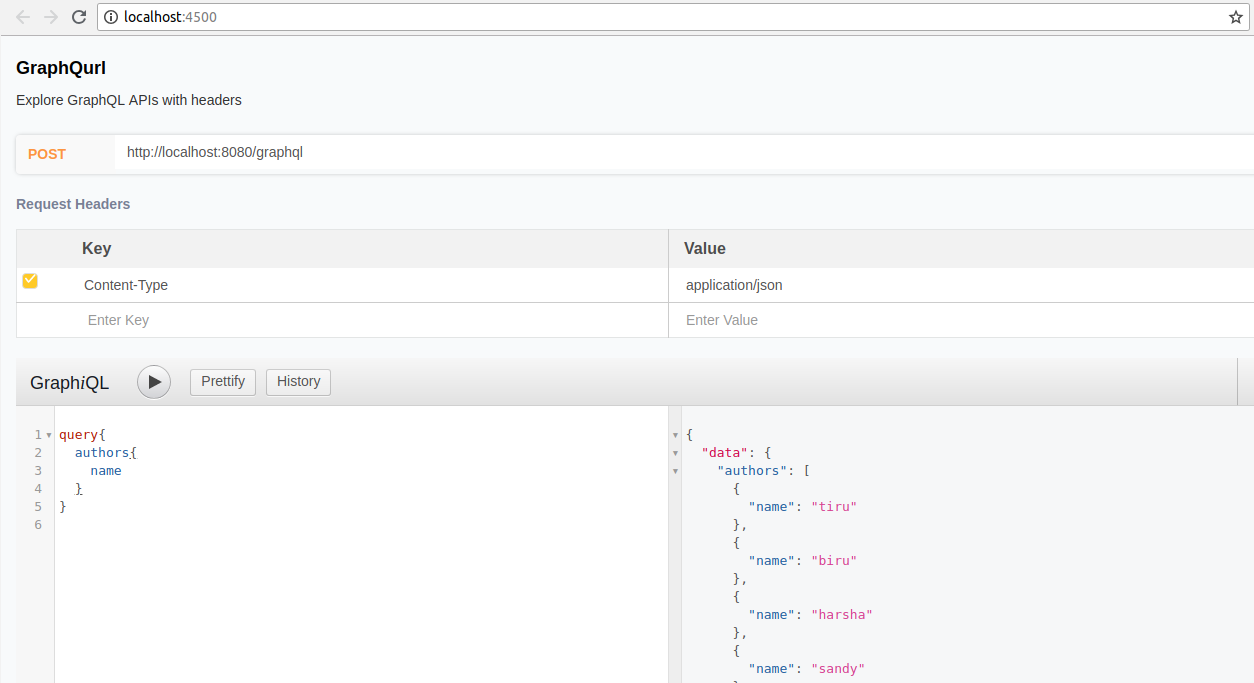 localhost:4500
GraphQurl
Explore GraphQL APIs with headers
POST http://localhost:8080/graphql
Request Headers
Key Value
Content-Type application/json
Enter Key Enter Value
GraphiQL Prettify History
1 query{
2 authors{
3 name
4 }
5 }
6
{
"data": {
"authors": [
{
"name": "tiru"
},
{
"name": "biru"
},
{
"name": "harsha"
},
{
"name": "sandy"